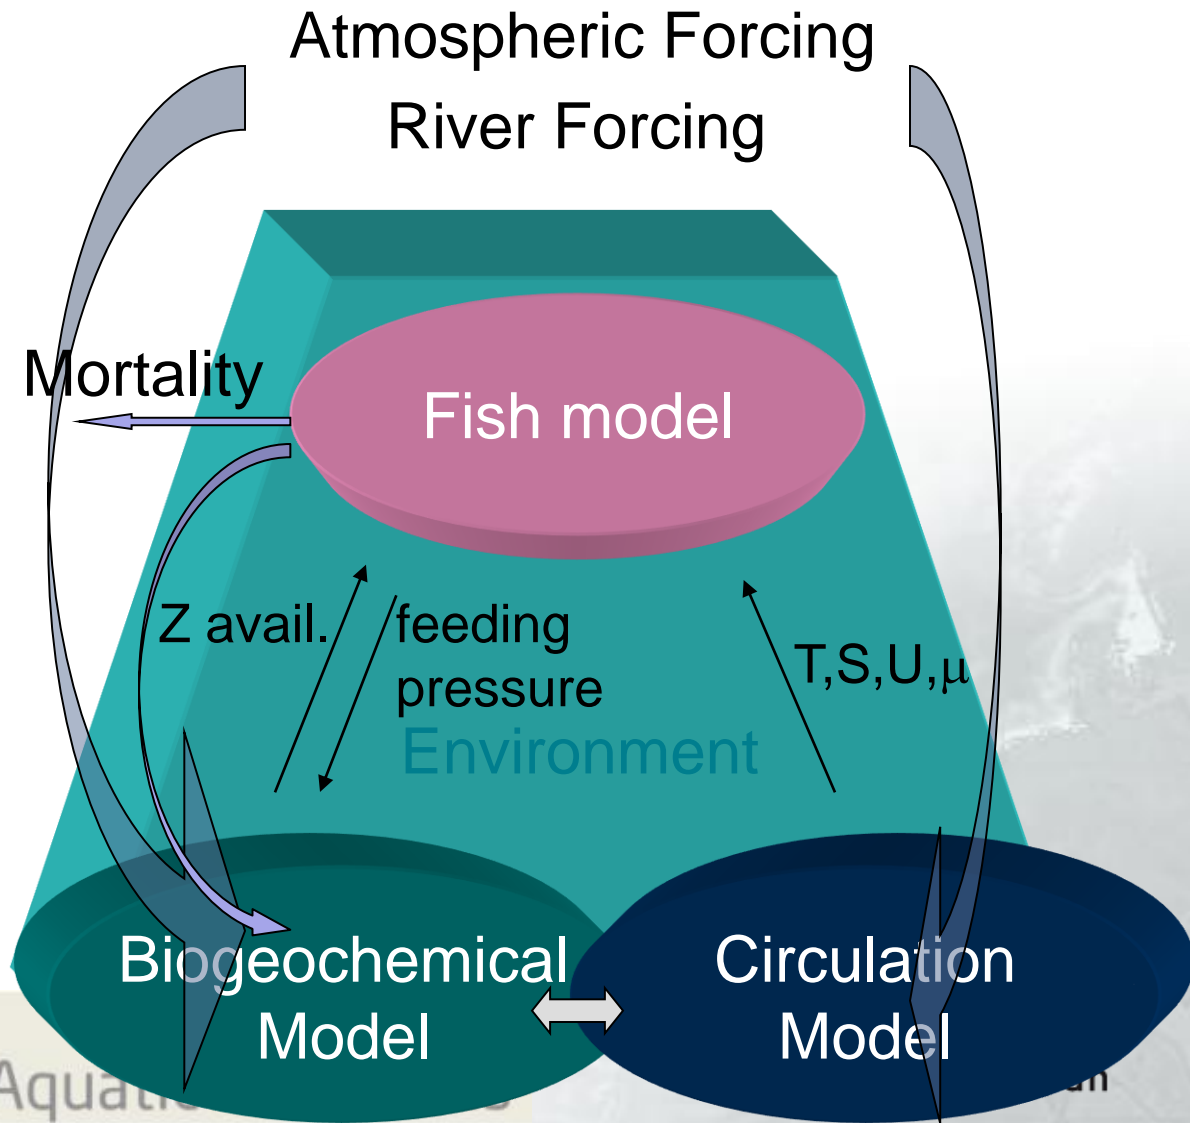 Atmospheric Forcing
River Forcing
Mortality
Fish model
Z avail.
feeding
pressure
T,S,U,μ
Environment
Biogeochemical
Model
Circulation
Model